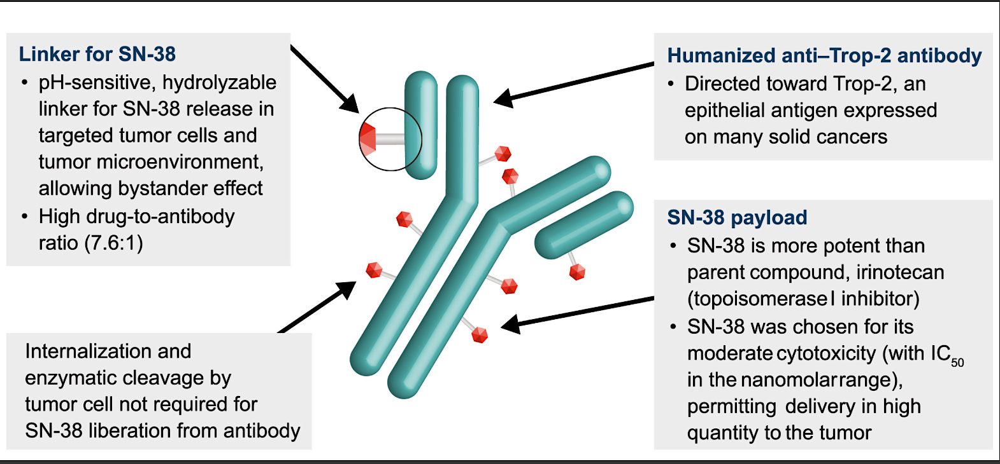 Linker for SN-38
• pH-sensitive, hydrolyzable
linker for SN-38 release in
targeted tumor cells and
tumor microenvironment,
allowing bystander effect
• High drug-to-antibody
ratio (7.6:1)
Internalization and
enzymatic cleavage by
tumor cell not required for
SN-38 liberation from antibody
Humanized anti–Trop-2 antibody
• Directed toward Trop-2, an
epithelial antigen expressed
on many solid cancers
SN-38 payload
• SN-38 is more potent than
parent compound, irinotecan
(topoisomerase I inhibitor)
• SN-38 was chosen for its
moderate cytotoxicity (with IC50
in the nanomolar range),
permitting delivery in high
quantity to the tumor